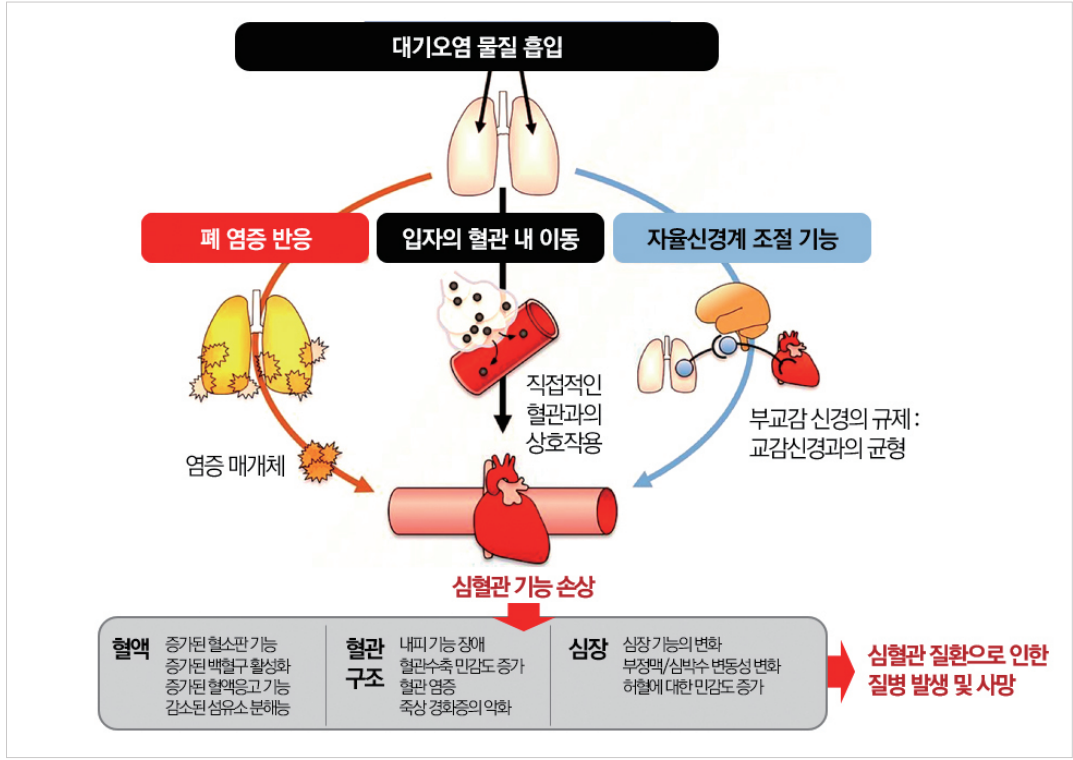 대기오염 물질 흡입
폐 염증 반응
입자의 혈관 내 이동
자율신경계 조절 기능
직접적인
혈관과의
상호작용
부교감 신경의 규제 :
교감신경과의 균형
염증 매개체
심혈관 기능 손상
혈액
증가된 혈소판 기능
증가된 백혈구 활성화
증가된 혈액응고 기능
감소된 섬유소 분해능
혈관
구조
내피 기능 장애
혈관수축 민감도 증가
혈관 염증
죽상 경화증의 악화
심장
심장 기능의 변화
부정맥/심박수 변동성 변화
허혈에 대한 민감도 증가
심혈관 질환으로 인한
질병 발생 및 사망